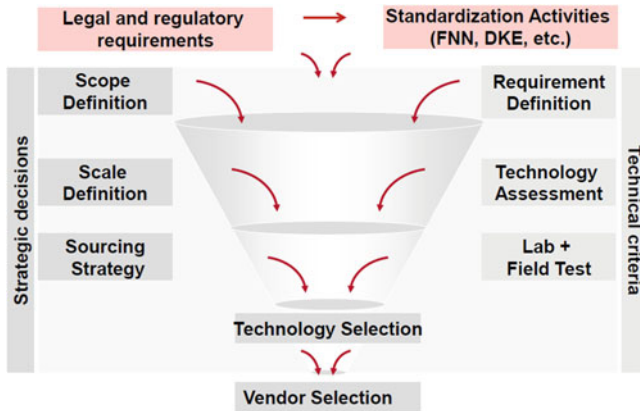 Legal and regulatory
requirements
Standardization Activities
(FNN, DKE, etc.)
Strategic decisions
Scope
Definition
Scale
Definition
Sourcing
Strategy
Requirement
Definition
Technology
Assessment
Lab +
Field Test
Technical criteria
Technology Selection
Vendor Selection